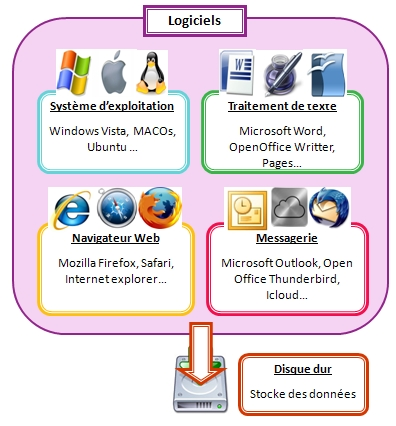 Logiciels
Système d'exploitation
Windows Vista, MACOs,
Ubuntu ...
Traitement de texte
Microsoft Word,
OpenOffice Writter,
Pages...
Navigateur Web
Mozilla Firefox, Safari,
Internet explorer...
Messagerie
Microsoft Outlook, Open
Office Thunderbird,
Icloud...
Disque dur
Stocke des données